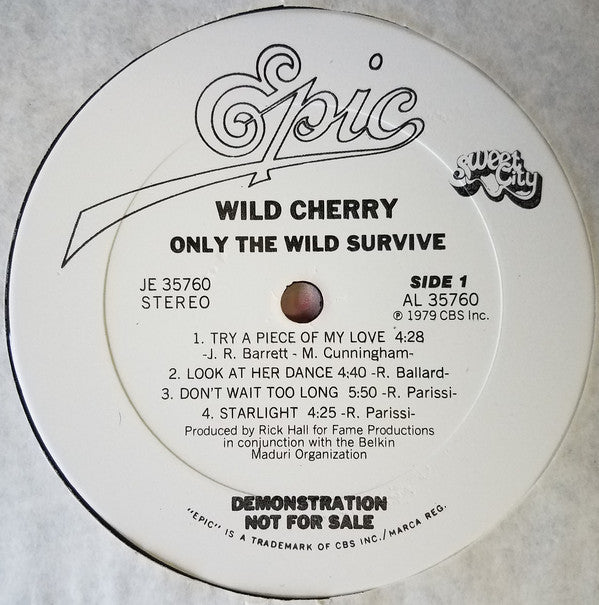 Epic
Sweet City
WILD CHERRY
ONLY THE WILD SURVIVE
JE 35760
STEREO
SIDE 1
AL 35760
℗ 1979 CBS Inc.
1. TRY A PIECE OF MY LOVE 4:28
-J. R. Barrett - M. Cunningham-
2. LOOK AT HER DANCE 4:40 -R. Ballard-
3. DON'T WAIT TOO LONG 5:50 -R. Parissi-
4. STARLIGHT 4:25 -R. Parissi-
Produced by Rick Hall for Fame Productions
in conjunction with the Belkin
Maduri Organization
DEMONSTRATION
NOT FOR SALE
"EPIC" IS A TRADEMARK OF CBS INC./MARCA REG.